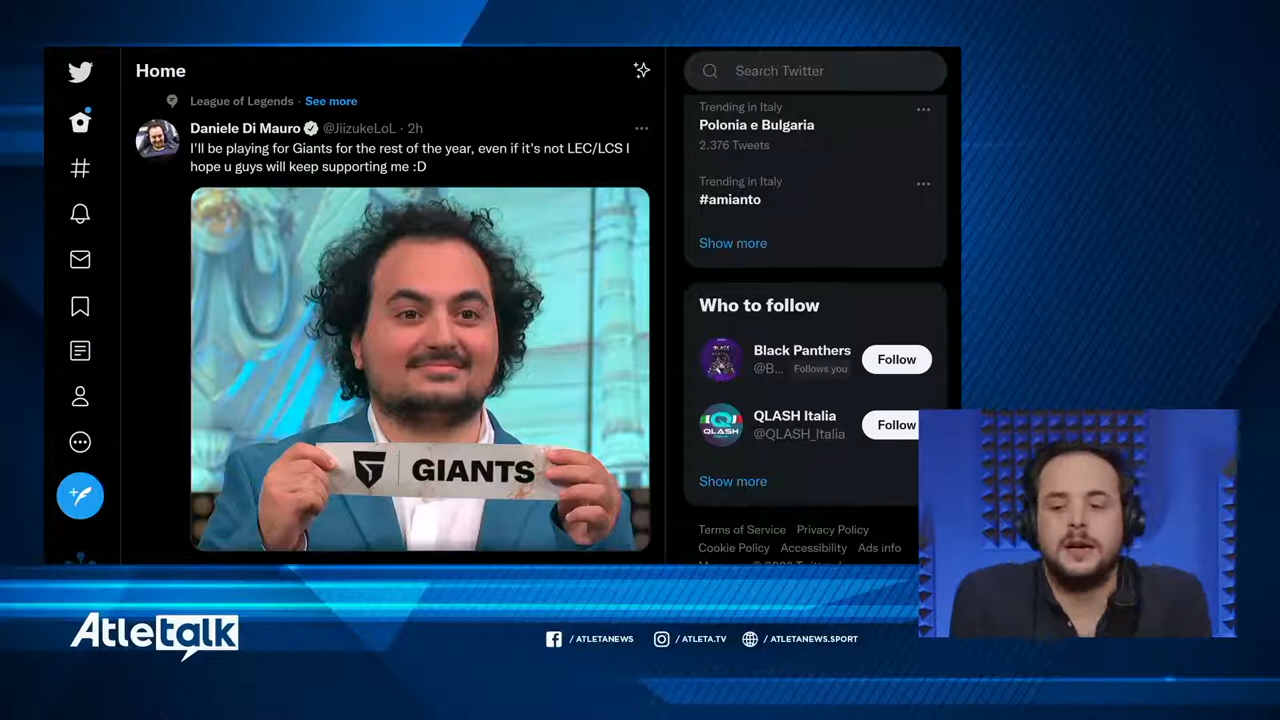 Home
Search Twitter
League of Legends · See more
Daniele Di Mauro @JiizukeLoL · 2h
I'll be playing for Giants for the rest of the year, even if it's not LEC/LCS I
hope u guys will keep supporting me :D
GIANTS
Trending in Italy
Polonia e Bulgaria
2.376 Tweets
Trending in Italy
#amianto
Show more
Who to follow
Black Panthers
@B... Follows you
Follow
QLASH Italia
@QLASH_Italia
Follow
QLASH
Show more
Terms of Service Privacy Policy
Cookie Policy Accessibility Ads info
Atletalk
/ ATLETANEWS / ATLETA.TV / ATLETANEWS.SPORT